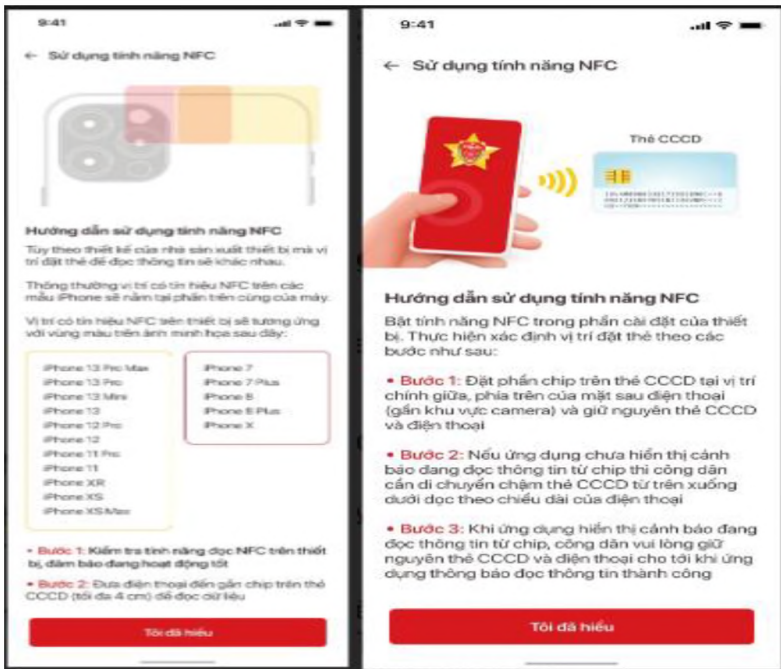 9:41
← Sử dụng tính năng NFC
Hướng dẫn sử dụng tính năng NFC
Tùy theo thiết kế của nhà sản xuất thiết bị mà vị
trí đặt thẻ để đọc thông tin sẽ khác nhau.
Thông thường vị trí có tín hiệu NFC trên các
mẫu iPhone sẽ nằm tại phần trên cùng của máy.
Vị trí có tín hiệu NFC trên thiết bị sẽ tương ứng
với vùng màu trên ảnh minh họa sau đây:
iPhone 13 Pro Max
iPhone 13 Pro
iPhone 13 Mini
iPhone 13
iPhone 12 Pro
iPhone 12
iPhone 11 Pro
iPhone 11
iPhone XR
iPhone XS
iPhone XS Max
iPhone 7
iPhone 7 Plus
iPhone 8
iPhone 8 Plus
iPhone X
• Bước 1: Kiểm tra tính năng đọc NFC trên thiết
bị, đảm bảo đang hoạt động tốt
• Bước 2: Đưa điện thoại đến gần chip trên thẻ
CCCD (tối đa 4 cm) để đọc dữ liệu
Tôi đã hiểu
9:41
← Sử dụng tính năng NFC
Thẻ CCCD
Hướng dẫn sử dụng tính năng NFC
Bật tính năng NFC trong phần cài đặt của thiết
bị. Thực hiện xác định vị trí đặt thẻ theo các
bước như sau:
• Bước 1: Đặt phần chip trên thẻ CCCD tại vị trí
chính giữa, phía trên của mặt sau điện thoại
(gần khu vực camera) và giữ nguyên thẻ CCCD
và điện thoại
• Bước 2: Nếu ứng dụng chưa hiển thị cảnh
báo đang đọc thông tin từ chip thì công dân
cần di chuyển chậm thẻ CCCD từ trên xuống
dưới dọc theo chiều dài của điện thoại
• Bước 3: Khi ứng dụng hiển thị cảnh báo đang
đọc thông tin từ chip, công dân vui lòng giữ
nguyên thẻ CCCD và điện thoại cho tới khi ứng
dụng thông báo đọc thông tin thành công
Tôi đã hiểu